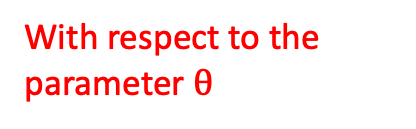 With respect to the
parameter θ